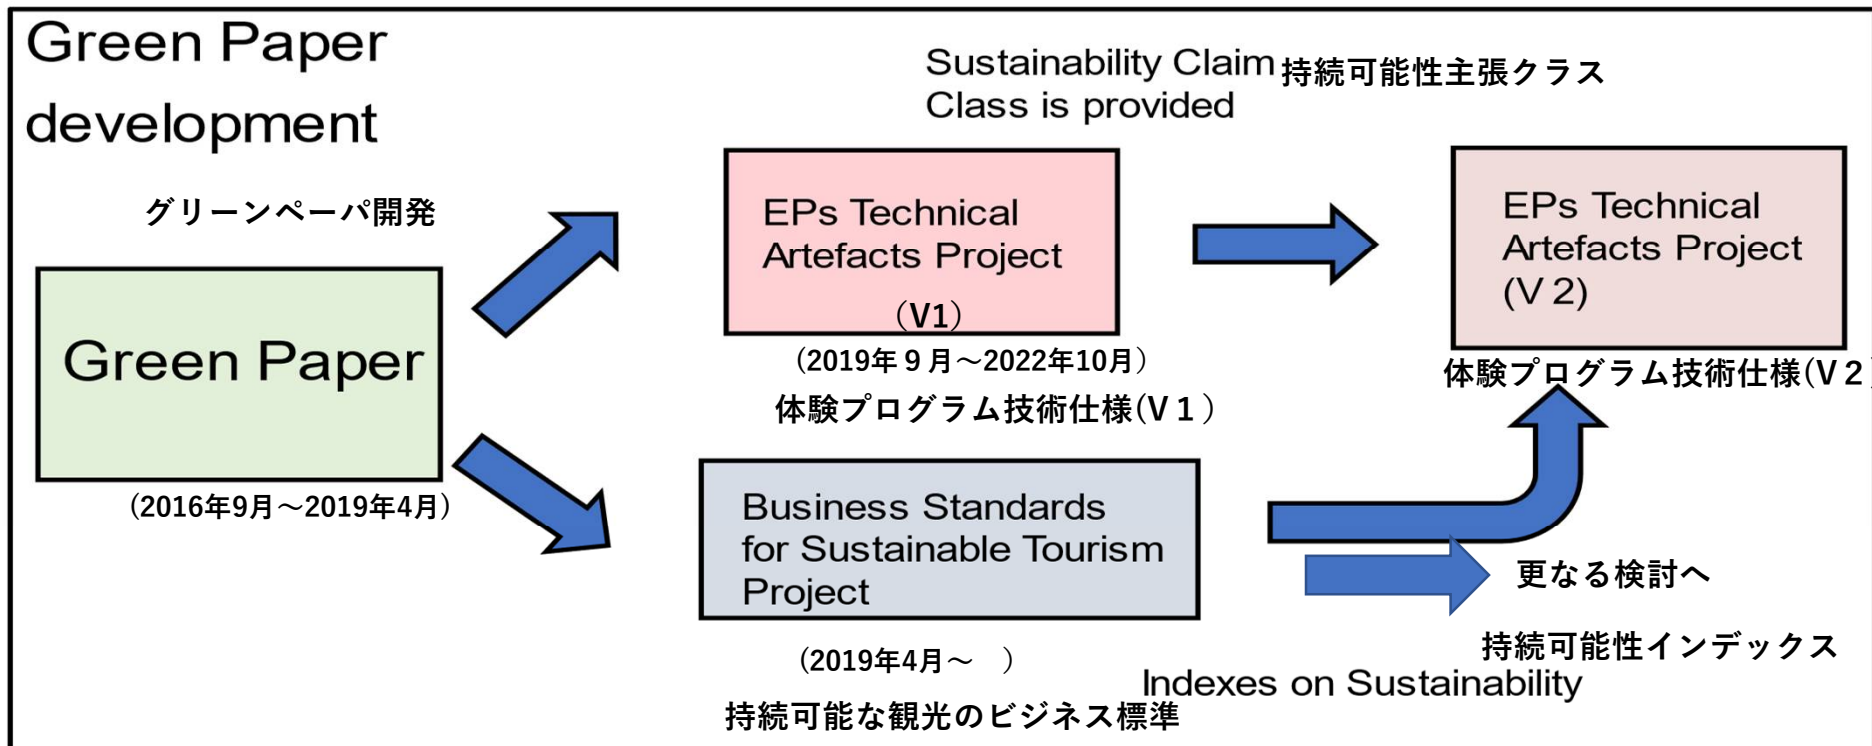 Green Paper
development
グリーンペーパ開発
Green Paper
(2016年9月～2019年4月)
Sustainability Claim
Class is provided
持続可能性主張クラス
EPs Technical
Artefacts Project
（V1）
(2019年９月～2022年10月)
体験プログラム技術仕様(V１)
EPs Technical
Artefacts Project
(V 2)
体験プログラム技術仕様(V２)
Business Standards
for Sustainable Tourism
Project
(2019年4月～　)
持続可能な観光のビジネス標準
更なる検討へ
持続可能性インデックス
Indexes on Sustainability